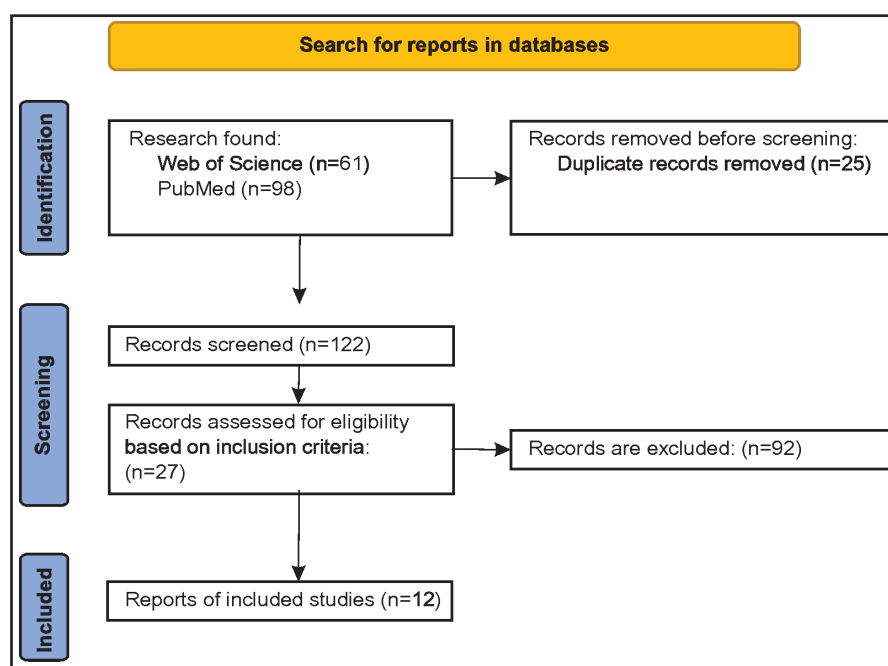 Search for reports in databases
Identification
Research found:
Web of Science (n=61)
PubMed (n=98)
Records removed before screening:
Duplicate records removed (n=25)
Screening
Records screened (n=122)
Records assessed for eligibility
based on inclusion criteria:
(n=27)
Records are excluded: (n=92)
Included
Reports of included studies (n=12)